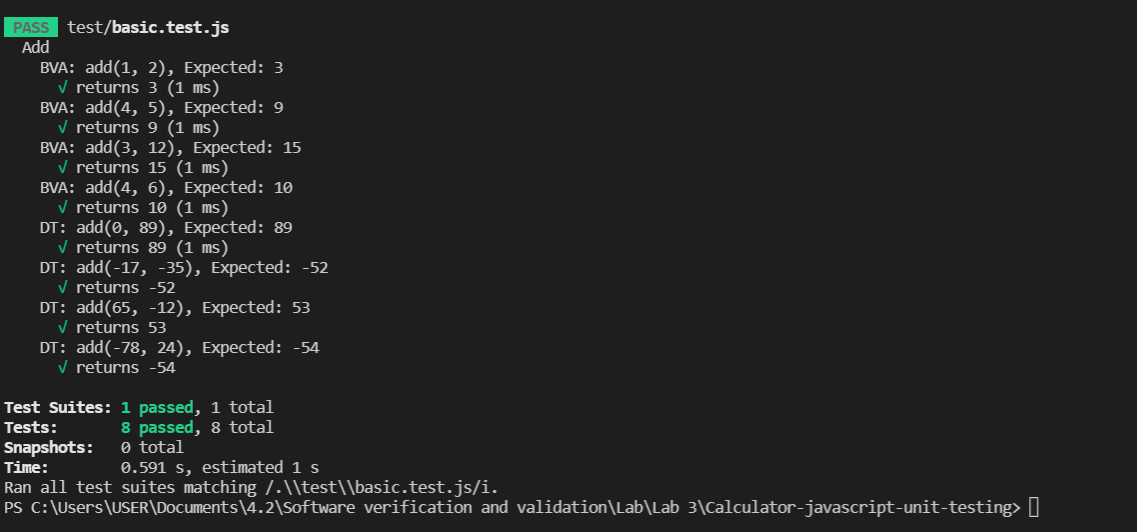 PASS test/basic.test.js
Add
BVA: add(1, 2), Expected: 3
√ returns 3 (1 ms)
BVA: add(4, 5), Expected: 9
√ returns 9 (1 ms)
BVA: add(3, 12), Expected: 15
√ returns 15 (1 ms)
BVA: add(4, 6), Expected: 10
√ returns 10 (1 ms)
DT: add(0, 89), Expected: 89
√ returns 89 (1 ms)
DT: add(-17, -35), Expected: -52
√ returns -52
DT: add(65, -12), Expected: 53
√ returns 53
DT: add(-78, 24), Expected: -54
√ returns -54
Test Suites: 1 passed, 1 total
Tests: 8 passed, 8 total
Snapshots: 0 total
Time: 0.591 s, estimated 1 s
Ran all test suites matching /.\\test\\basic.test.js/i.
PS C:\Users\USER\Documents\4.2\Software verification and validation\Lab\Lab 3\Calculator-javascript-unit-testing>